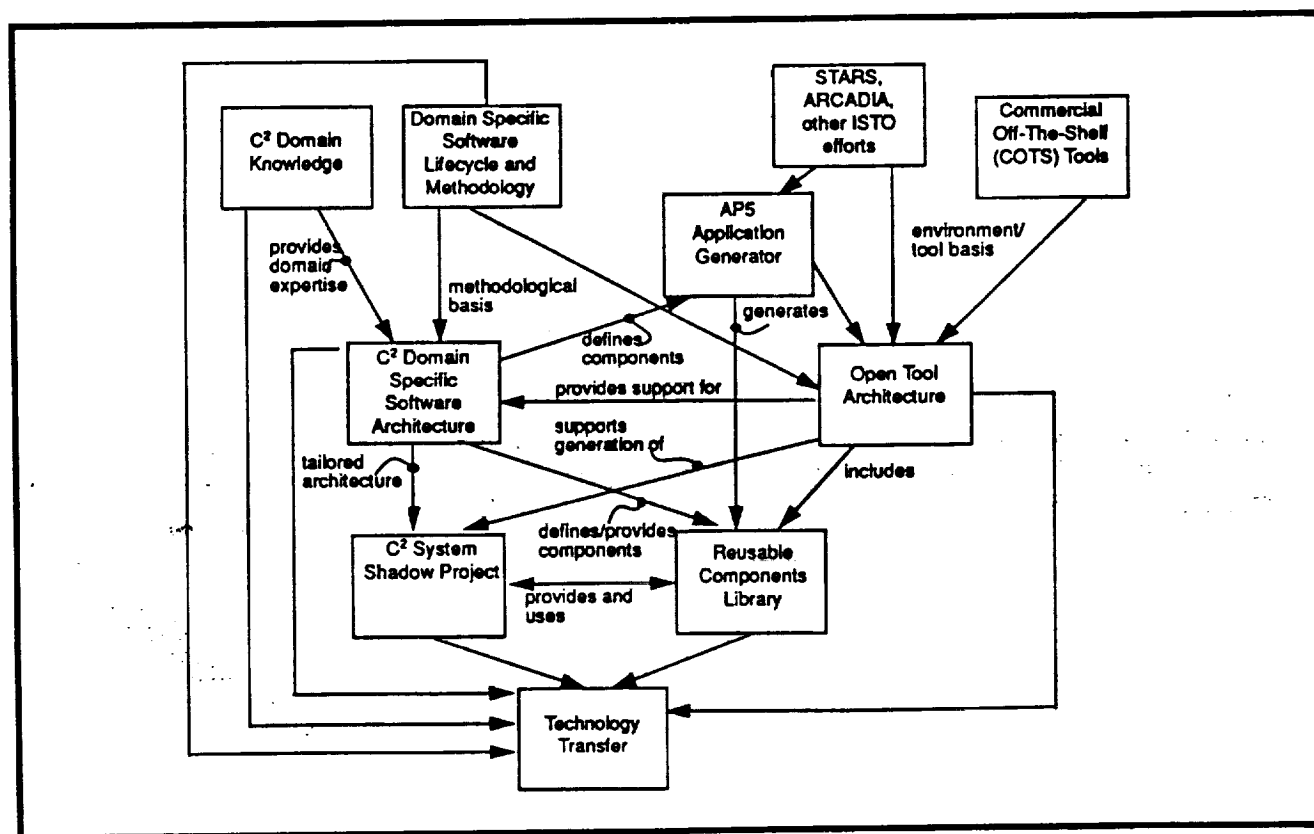 C² Domain
Knowledge
Domain Specific
Software
Lifecycle and
Methodology
STARS,
ARCADIA,
other ISTO
efforts
Commercial
Off-The-Shelf
(COTS) Tools
AP5
Application
Generator
provides
domain
expertise
methodological
basis
environment/
tool basis
generates
defines
components
C² Domain
Specific
Software
Architecture
provides support for
Open Tool
Architecture
supports
generation of
tailored
architecture
includes
defines/provides
components
C² System
Shadow Project
Reusable
Components
Library
provides and
uses
Technology
Transfer